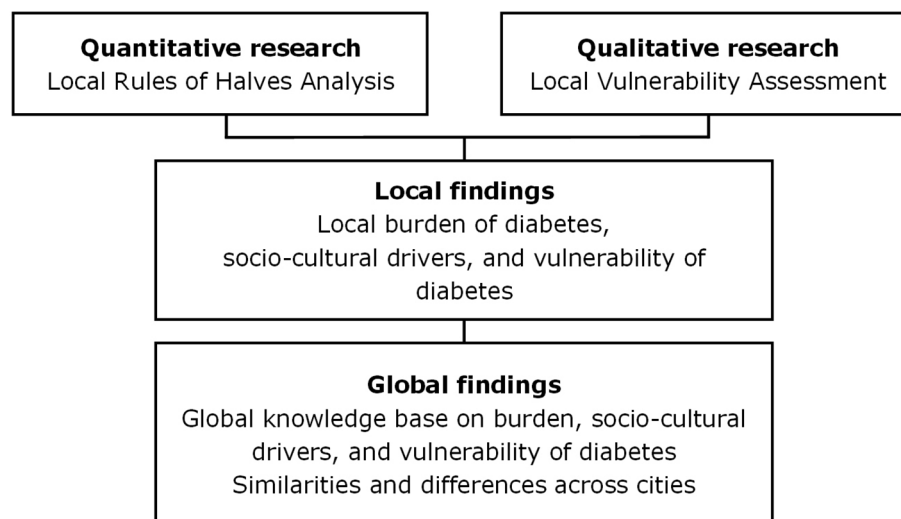 Quantitative research
Local Rules of Halves Analysis
Qualitative research
Local Vulnerability Assessment
Local findings
Local burden of diabetes,
socio-cultural drivers, and vulnerability of
diabetes
Global findings
Global knowledge base on burden, socio-cultural
drivers, and vulnerability of diabetes
Similarities and differences across cities